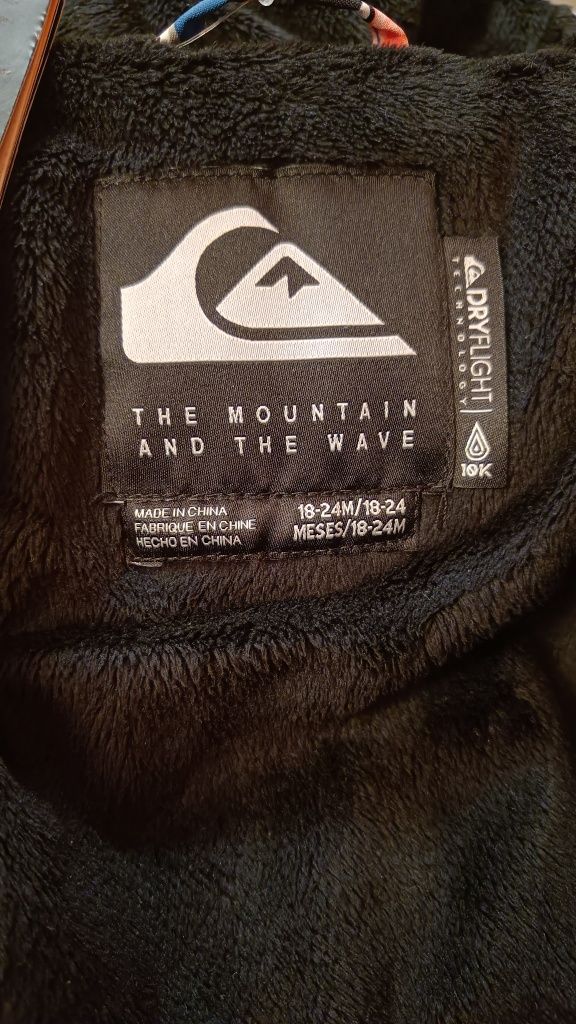 THE MOUNTAIN
AND THE WAVE
DRYFLIGHT
TECHNOLOGY
10K
MADE IN CHINA
FABRIQUE EN CHINE
HECHO EN CHINA
18-24M/18-24
MESES/18-24M